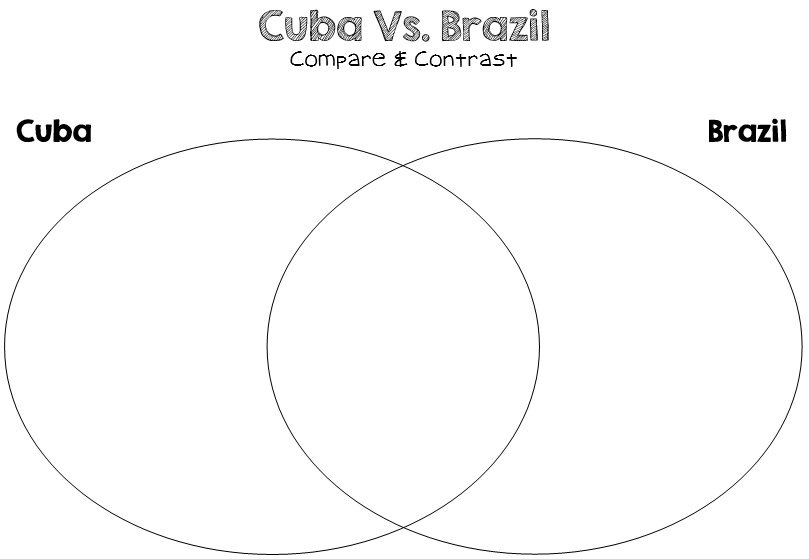 Cuba Vs. Brazil
Compare & Contrast
Cuba
Brazil